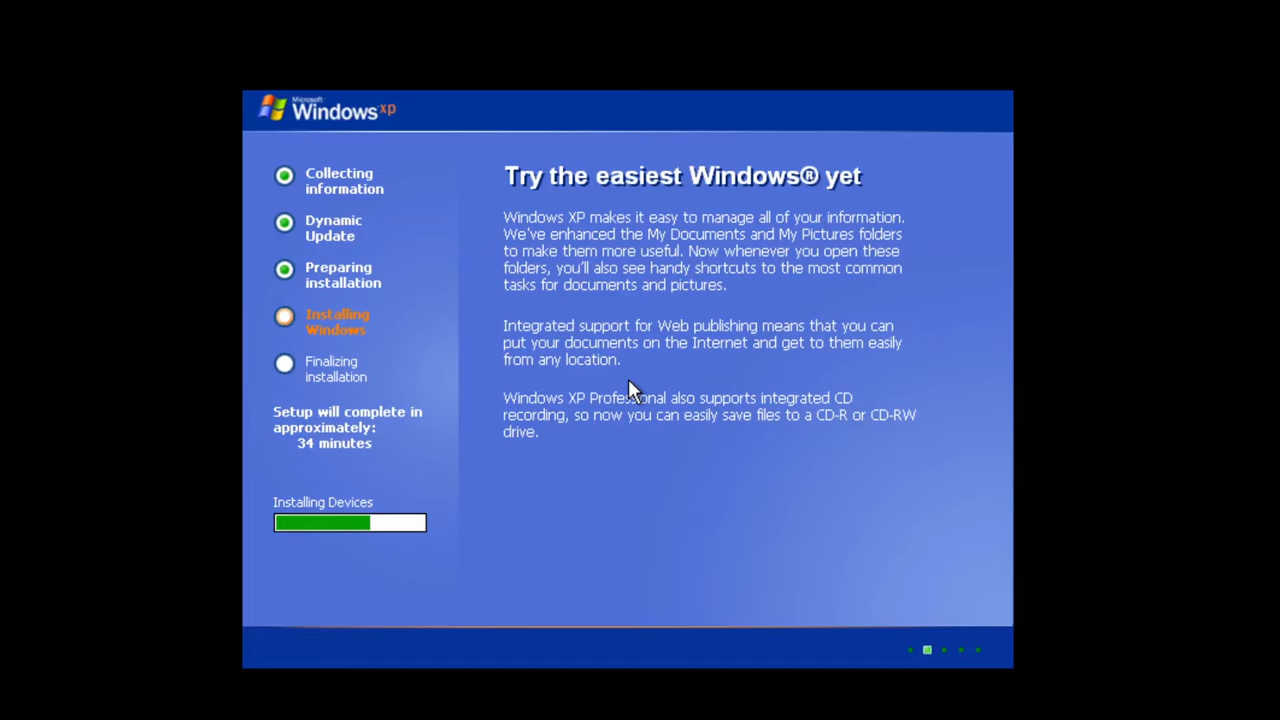 Microsoft
Windows xp
Collecting
information
Dynamic
Update
Preparing
installation
Installing
Windows
Finalizing
installation
Setup will complete in
approximately:
34 minutes
Installing Devices
Try the easiest Windows® yet
Windows XP makes it easy to manage all of your information.
We've enhanced the My Documents and My Pictures folders
to make them more useful. Now whenever you open these
folders, you'll also see handy shortcuts to the most common
tasks for documents and pictures.
Integrated support for Web publishing means that you can
put your documents on the Internet and get to them easily
from any location.
Windows XP Professional also supports integrated CD
recording, so now you can easily save files to a CD-R or CD-RW
drive.